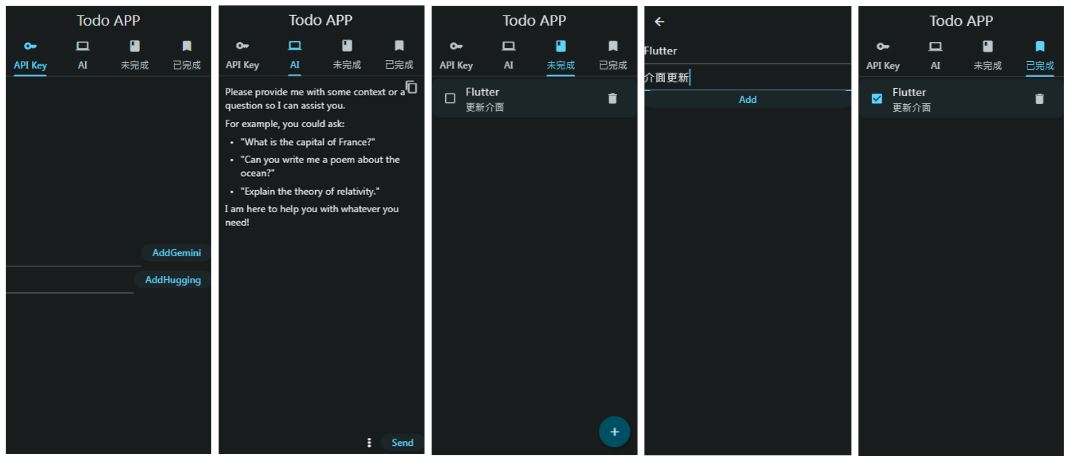 Todo APP
API Key
AI
未完成
已完成
AddGemini
AddHugging
Todo APP
API Key
AI
未完成
已完成
Please provide me with some context or a
question so I can assist you.
For example, you could ask:
• "What is the capital of France?"
• "Can you write me a poem about the
ocean?"
• "Explain the theory of relativity."
I am here to help you with whatever you
need!
Send
Todo APP
API Key
AI
未完成
已完成
Flutter
更新介面
Flutter
介面更新
Add
Todo APP
API Key
AI
未完成
已完成
Flutter
更新介面